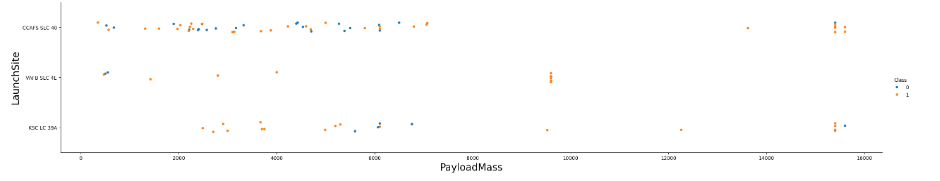 CCAFS SLC 40
VAFB SLC 4E
KSC LC 39A
LaunchSite
0
2000
4000
6000
8000
10000
12000
14000
16000
PayloadMass
Class
0
1